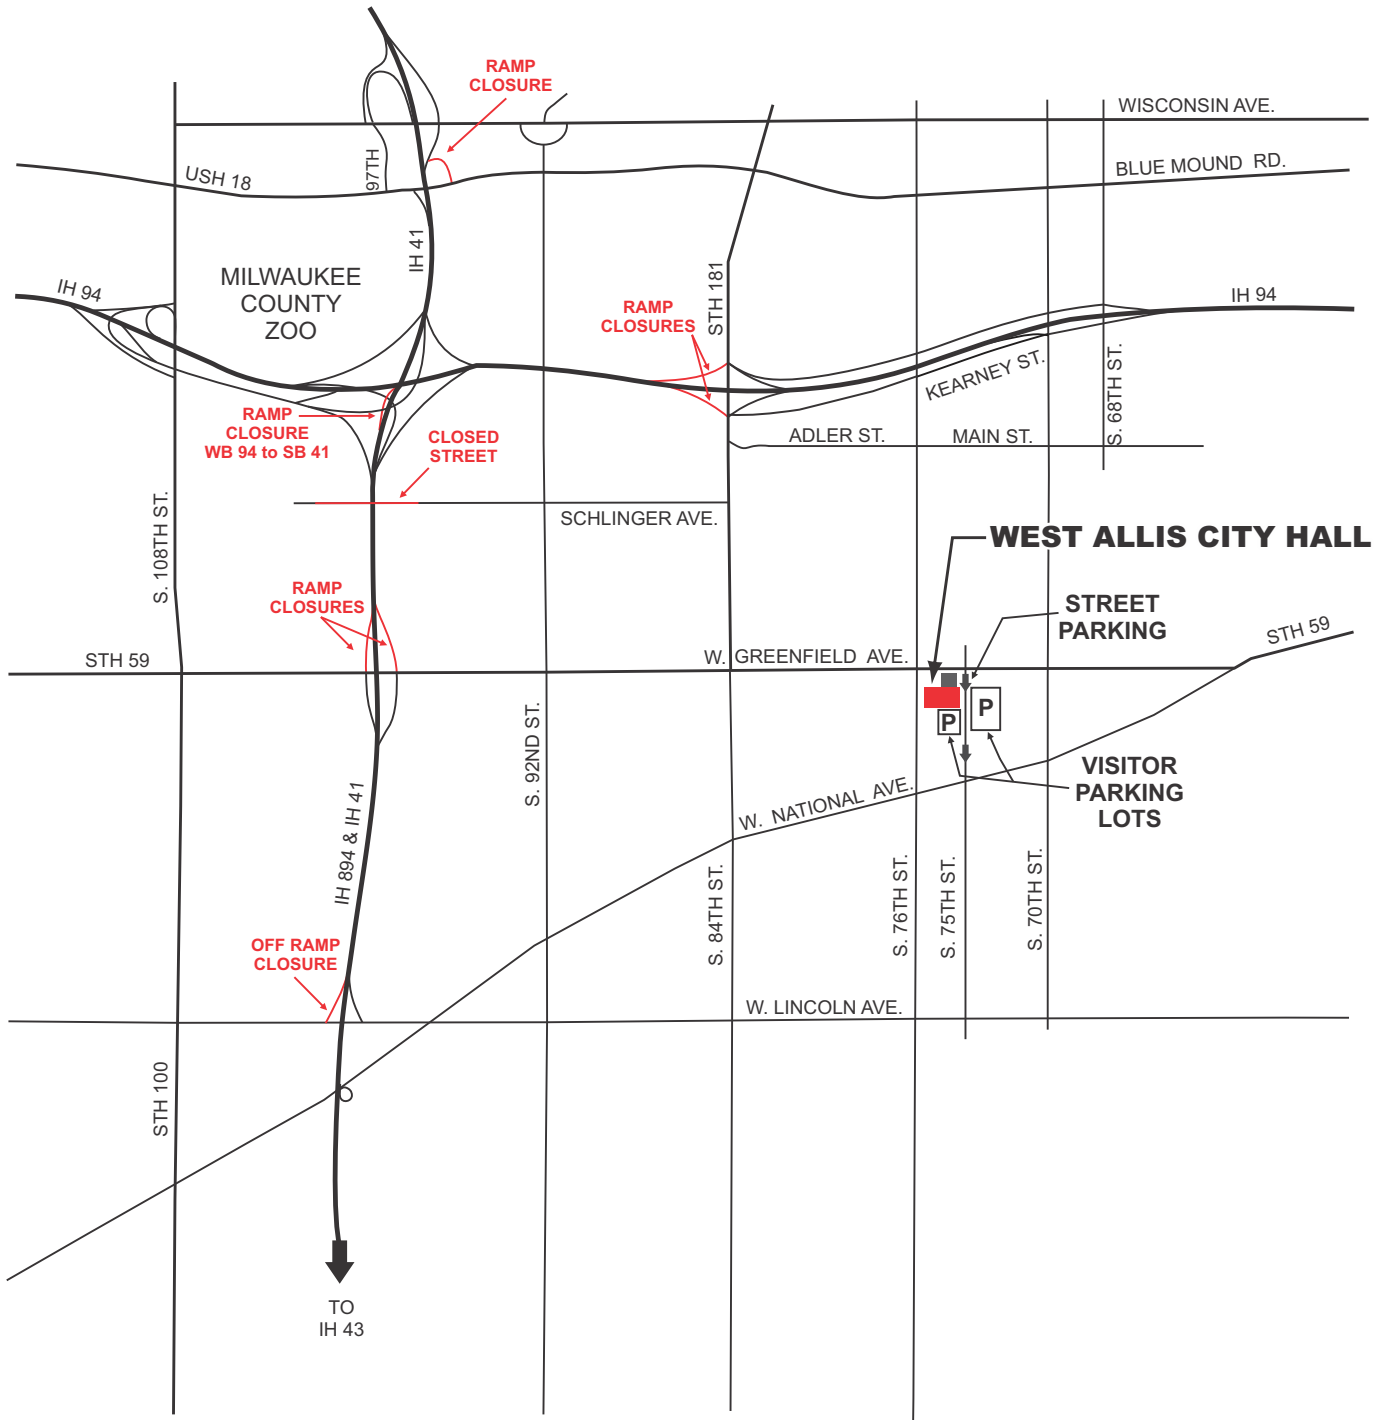 RAMP
CLOSURE
WISCONSIN AVE.
97TH
USH 18
BLUE MOUND RD.
IH 41
MILWAUKEE
COUNTY
ZOO
IH 94
STH 181
RAMP
CLOSURES
IH 94
KEARNEY ST.
S. 68TH ST.
RAMP
CLOSURE
WB 94 to SB 41
CLOSED
STREET
ADLER ST.
MAIN ST.
S. 108TH ST.
SCHLINGER AVE.
WEST ALLIS CITY HALL
RAMP
CLOSURES
STREET
PARKING
STH 59
STH 59
W. GREENFIELD AVE.
P
P
S. 92ND ST.
VISITOR
PARKING
LOTS
W. NATIONAL AVE.
IH 894 & IH 41
S. 84TH ST.
S. 76TH ST.
S. 75TH ST.
S. 70TH ST.
OFF RAMP
CLOSURE
W. LINCOLN AVE.
STH 100
TO
IH 43